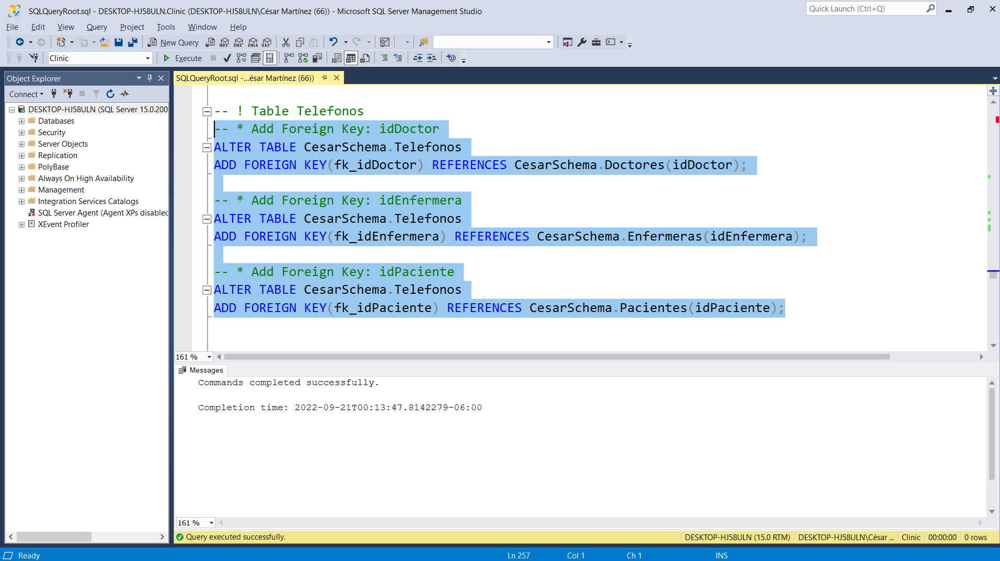 SQLQueryRoot.sql - DESKTOP-HJ58ULN.Clinic (DESKTOP-HJ58ULN\César Martínez (66)) - Microsoft SQL Server Management Studio
Quick Launch (Ctrl+Q)
File Edit View Query Project Tools Window Help
New Query MDX DMX XMLA DAX
Clinic Execute
Object Explorer
SQLQueryRoot.sql -...ésar Martínez (66))
Connect
DESKTOP-HJ58ULN (SQL Server 15.0.200
Databases
Security
Server Objects
Replication
PolyBase
Always On High Availability
Management
Integration Services Catalogs
SQL Server Agent (Agent XPs disabled
XEvent Profiler
-- ! Table Telefonos
-- * Add Foreign Key: idDoctor
ALTER TABLE CesarSchema.Telefonos
ADD FOREIGN KEY(fk_idDoctor) REFERENCES CesarSchema.Doctores(idDoctor);
-- * Add Foreign Key: idEnfermera
ALTER TABLE CesarSchema.Telefonos
ADD FOREIGN KEY(fk_idEnfermera) REFERENCES CesarSchema.Enfermeras(idEnfermera);
-- * Add Foreign Key: idPaciente
ALTER TABLE CesarSchema.Telefonos
ADD FOREIGN KEY(fk_idPaciente) REFERENCES CesarSchema.Pacientes(idPaciente);
161 %
Messages
Commands completed successfully.
Completion time: 2022-09-21T00:13:47.8142279-06:00
161 %
Query executed successfully. DESKTOP-HJ58ULN (15.0 RTM) DESKTOP-HJ58ULN\César ... Clinic 00:00:00 0 rows
Ready Ln 257 Col 1 Ch 1 INS